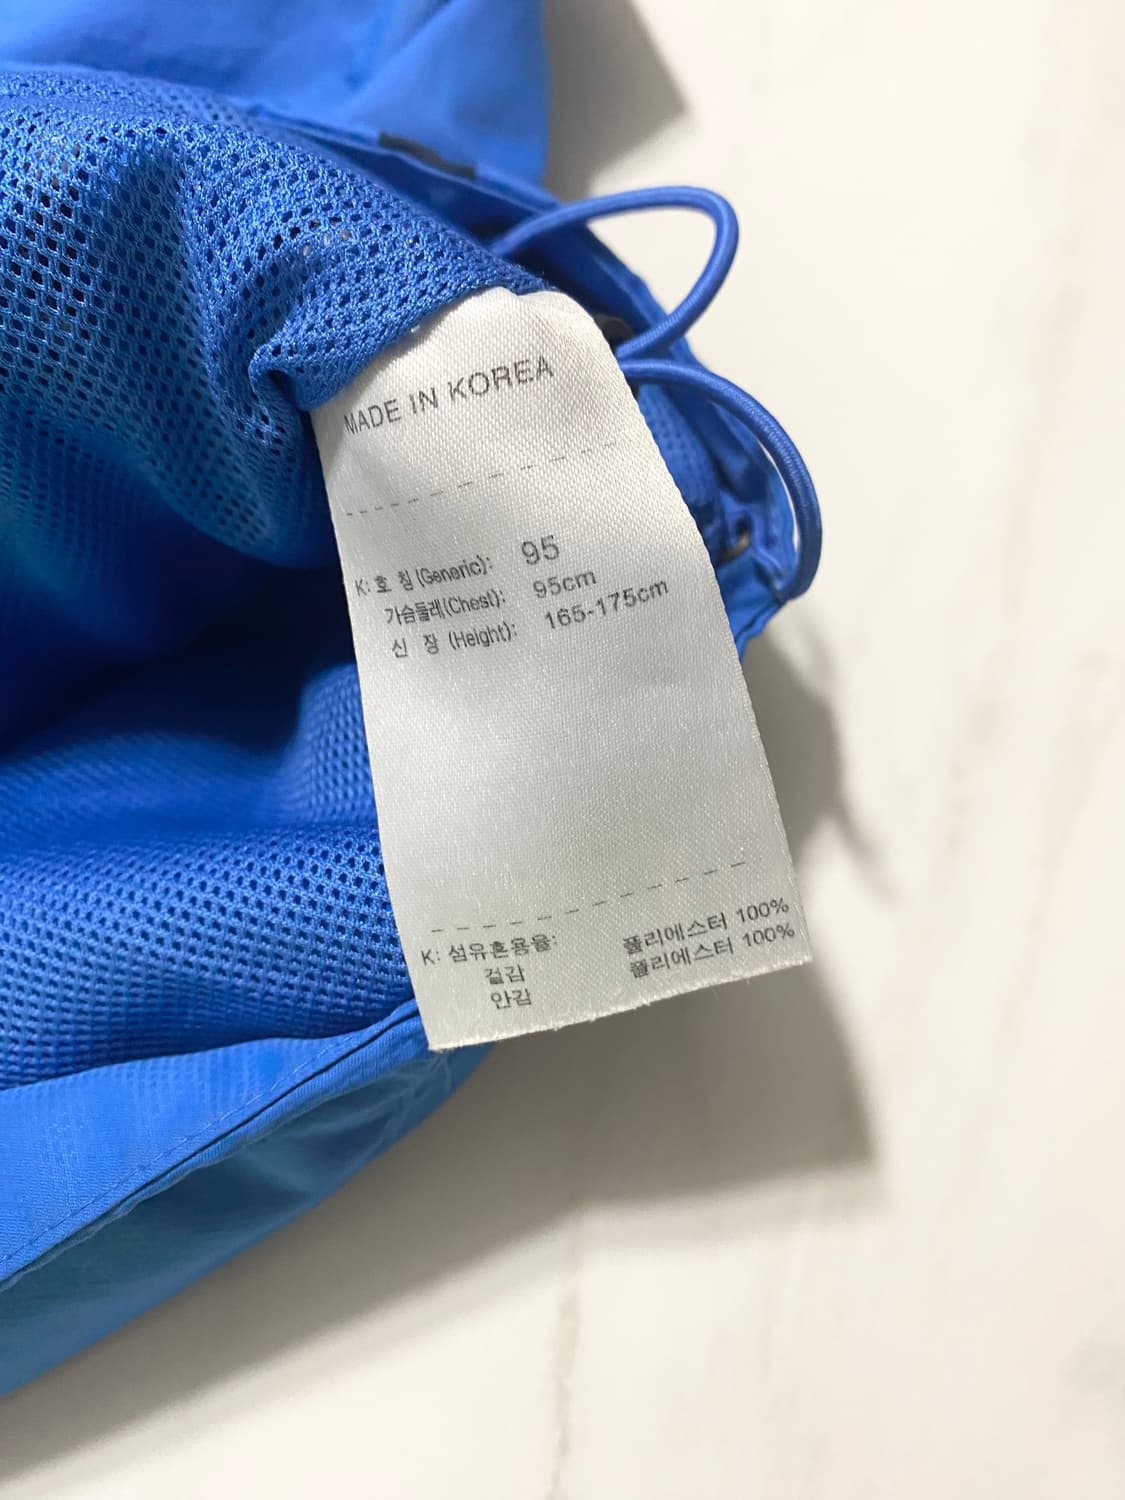 MADE IN KOREA
K: 호 칭 (Generic): 95
가슴둘레(Chest): 95cm
신 장 (Height): 165-175cm
K: 섬유혼용율:
겉감 폴리에스터 100%
안감 폴리에스터 100%